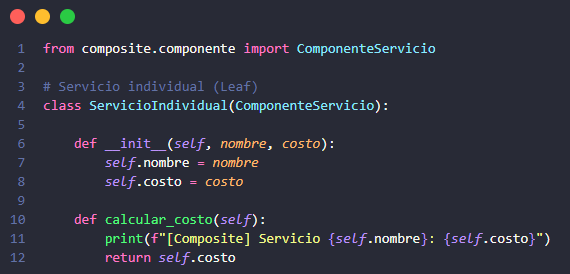 1 from composite.componente import ComponenteServicio
2
3 # Servicio individual (Leaf)
4 class ServicioIndividual(ComponenteServicio):
5
6     def __init__(self, nombre, costo):
7         self.nombre = nombre
8         self.costo = costo
9
10     def calcular_costo(self):
11         print(f"[Composite] Servicio {self.nombre}: {self.costo}")
12         return self.costo